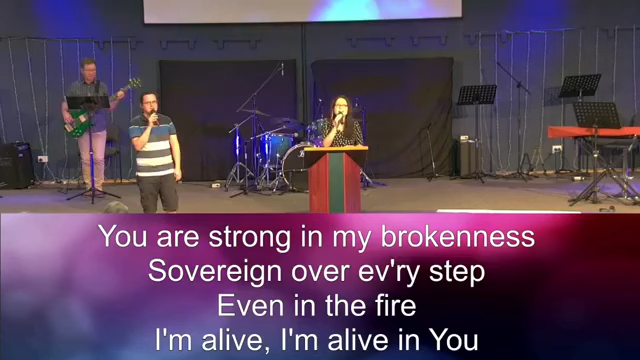 You are strong in my brokenness
Sovereign over ev'ry step
Even in the fire
I'm alive, I'm alive in You